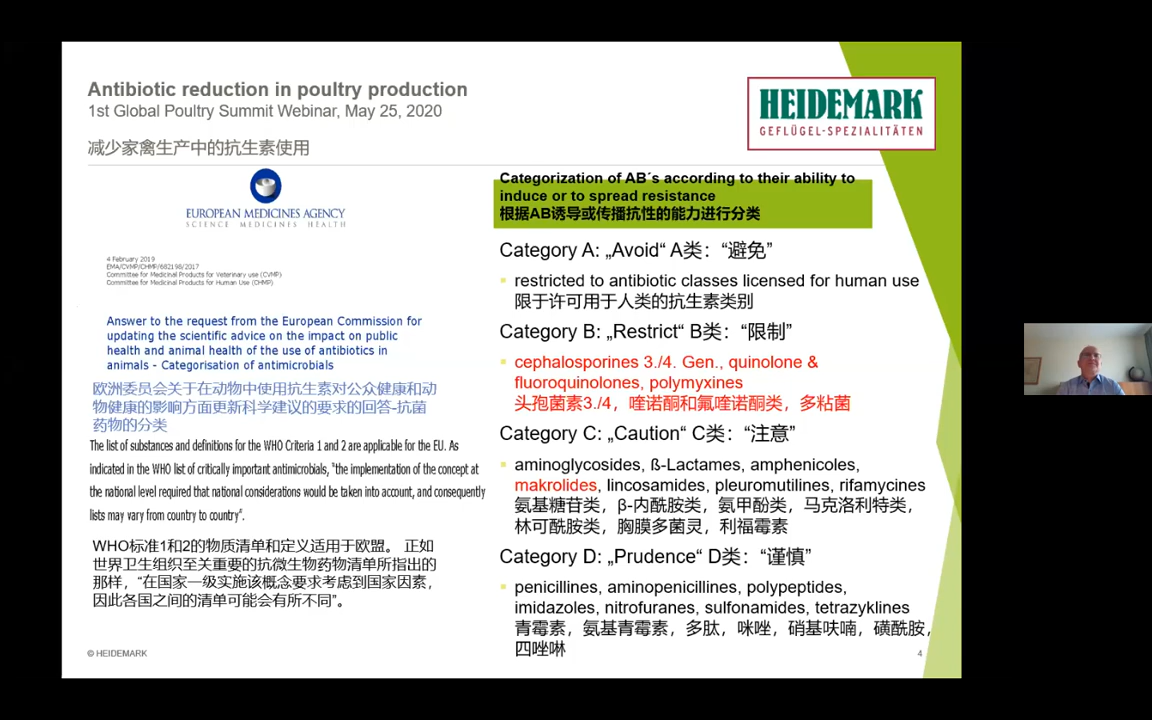 Antibiotic reduction in poultry production
1st Global Poultry Summit Webinar, May 25, 2020
减少家禽生产中的抗生素使用
HEIDEMARK
GEFLÜGEL-SPEZIALITÄTEN
EUROPEAN MEDICINES AGENCY
SCIENCE MEDICINES HEALTH
4 February 2019
EMA/CVMP/CHMP/682198/2017
Committee for Medicinal Products for Veterinary use (CVMP)
Committee for Medicinal Products for Human Use (CHMP)
Answer to the request from the European Commission for
updating the scientific advice on the impact on public
health and animal health of the use of antibiotics in
animals - Categorisation of antimicrobials
欧洲委员会关于在动物中使用抗生素对公众健康和动
物健康的影响方面更新科学建议的要求的回答-抗菌
药物的分类
The list of substances and definitions for the WHO Criteria 1 and 2 are applicable for the EU. As
indicated in the WHO list of critically important antimicrobials, "the implementation of the concept at
the national level required that national considerations would be taken into account, and consequently
lists may vary from country to country".
WHO标准1和2的物质清单和定义适用于欧盟。 正如
世界卫生组织至关重要的抗微生物药物清单所指出的
那样，“在国家一级实施该概念要求考虑到国家因素，
因此各国之间的清单可能会有所不同”。
Categorization of AB´s according to their ability to
induce or to spread resistance
根据AB诱导或传播抗性的能力进行分类
Category A: „Avoid“ A类：“避免”
restricted to antibiotic classes licensed for human use
限于许可用于人类的抗生素类别
Category B: „Restrict“ B类：“限制”
cephalosporines 3./4. Gen., quinolone &
fluoroquinolones, polymyxines
头孢菌素3./4，喹诺酮和氟喹诺酮类，多粘菌
Category C: „Caution“ C类：“注意”
aminoglycosides, ß-Lactames, amphenicoles,
makrolides, lincosamides, pleuromutilines, rifamycines
氨基糖苷类，β-内酰胺类，氨甲酚类，马克洛利特类，
林可酰胺类，胸膜多菌灵，利福霉素
Category D: „Prudence“ D类：“谨慎”
penicillines, aminopenicillines, polypeptides,
imidazoles, nitrofuranes, sulfonamides, tetrazyklines
青霉素，氨基青霉素，多肽，咪唑，硝基呋喃，磺酰胺，
四唑啉
© HEIDEMARK
4